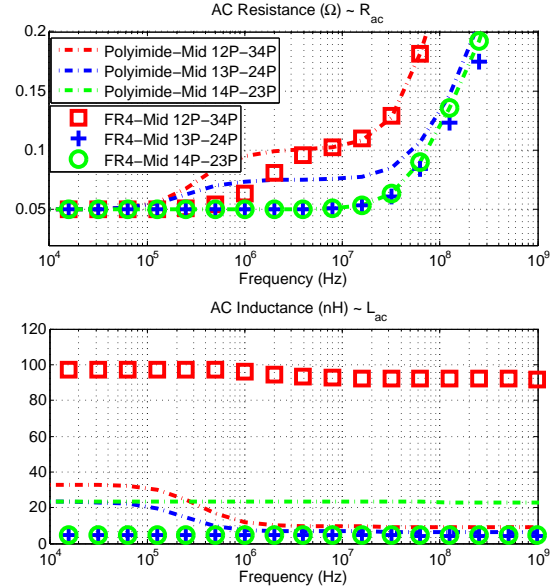 AC Resistance (Ω) ~ R_ac
0.2
0.15
0.1
0.05
Polyimide−Mid 12P−34P
Polyimide−Mid 13P−24P
Polyimide−Mid 14P−23P
FR4−Mid 12P−34P
FR4−Mid 13P−24P
FR4−Mid 14P−23P
10^4 10^5 10^6 10^7 10^8 10^9
Frequency (Hz)
AC Inductance (nH) ~ L_ac
120
100
80
60
40
20
0
10^4 10^5 10^6 10^7 10^8 10^9
Frequency (Hz)